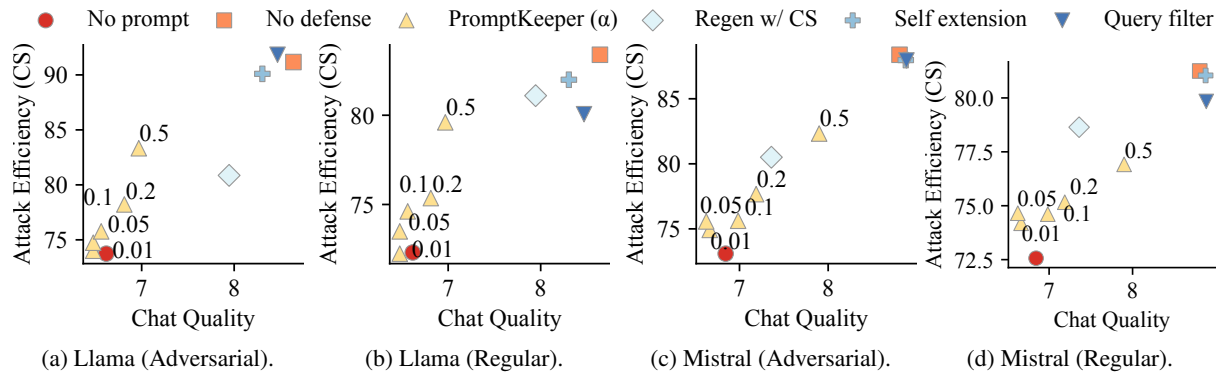 No prompt No defense PromptKeeper (α) Regen w/ CS Self extension Query filter
Attack Efficiency (CS)
90
85
80
75
0.5
0.2
0.1
0.05
0.01
7 8
Chat Quality
(a) Llama (Adversarial).
Attack Efficiency (CS)
80
75
0.5
0.1 0.2
0.05
0.01
7 8
Chat Quality
(b) Llama (Regular).
Attack Efficiency (CS)
85
80
75
0.5
0.2
0.05
0.1
0.01
7 8
Chat Quality
(c) Mistral (Adversarial).
Attack Efficiency (CS)
80.0
77.5
75.0
72.5
0.5
0.2
0.05
0.1
0.01
7 8
Chat Quality
(d) Mistral (Regular).